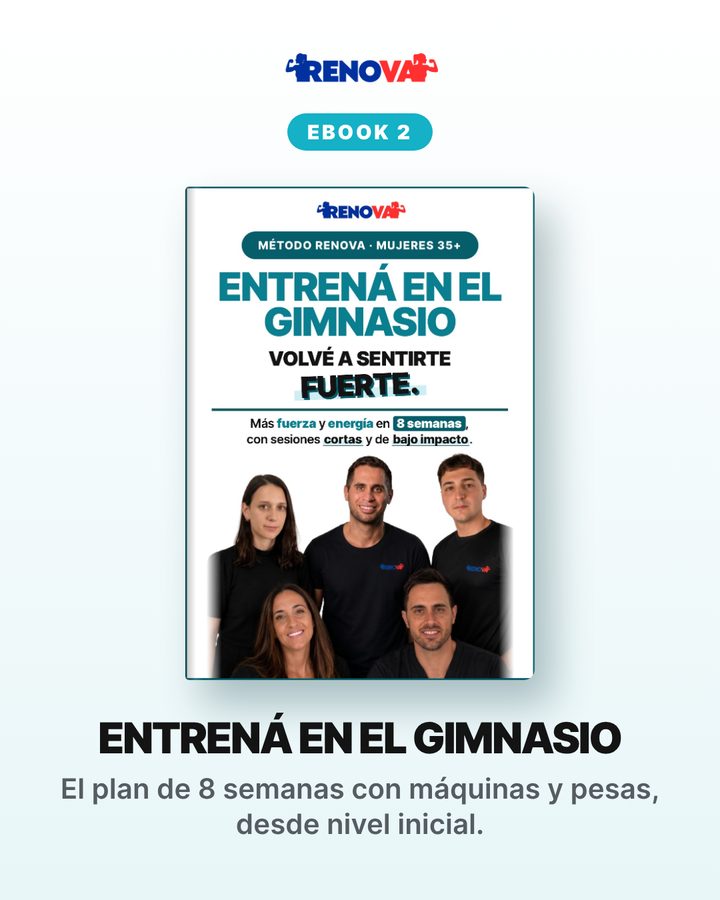 RENOVA
EBOOK 2
RENOVA
MÉTODO RENOVA · MUJERES 35+
ENTRENÁ EN EL
GIMNASIO
VOLVÉ A SENTIRTE
FUERTE.
Más fuerza y energía en 8 semanas,
con sesiones cortas y de bajo impacto.
RENOVA
RENOVA
ENTRENÁ EN EL GIMNASIO
El plan de 8 semanas con máquinas y pesas,
desde nivel inicial.